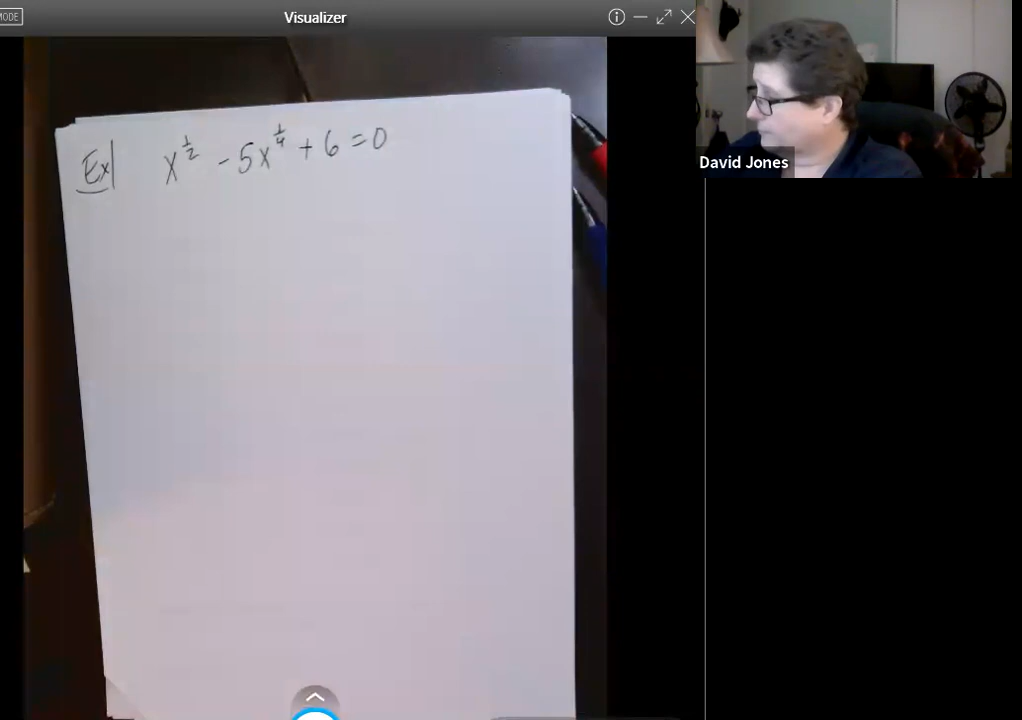 MODE
Visualizer
David Jones
Ex x^{1/2} - 5x^{1/4} + 6 = 0